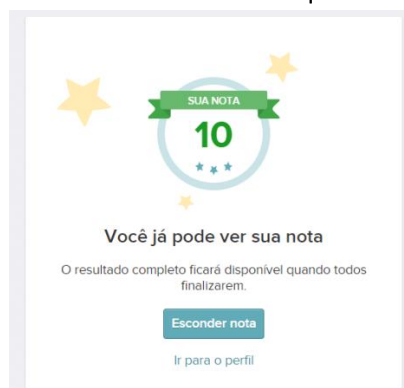 SUA NOTA
10
Você já pode ver sua nota
O resultado completo ficará disponível quando todos
finalizarem.
Esconder nota
Ir para o perfil